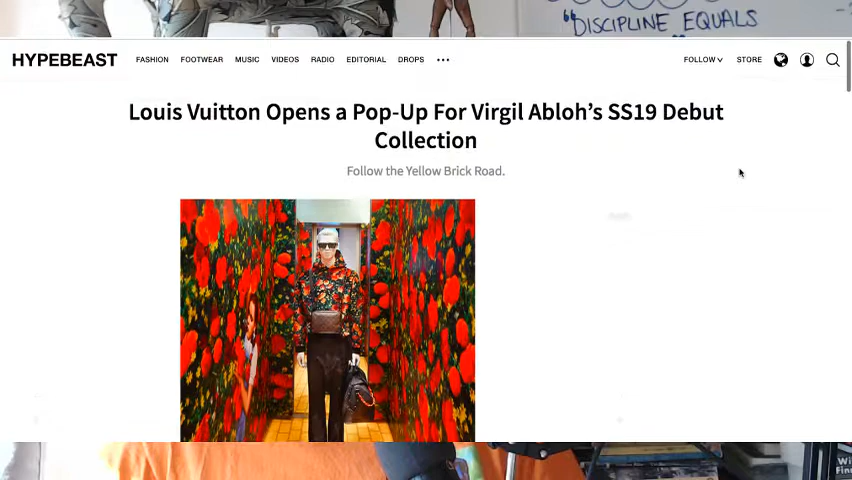 "DISCIPLINE EQUALS
HYPEBEAST FASHION FOOTWEAR MUSIC VIDEOS RADIO EDITORIAL DROPS ••• FOLLOW STORE
Louis Vuitton Opens a Pop-Up For Virgil Abloh's SS19 Debut
Collection
Follow the Yellow Brick Road.